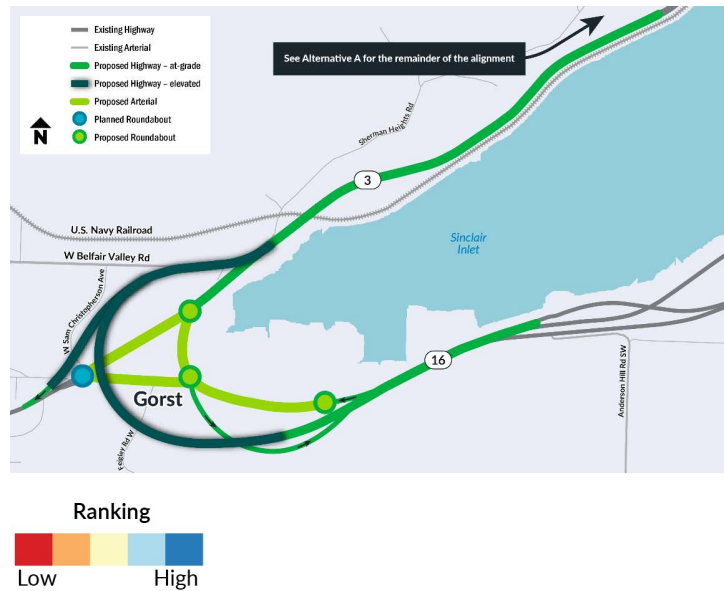 Existing Highway
Existing Arterial
Proposed Highway – at-grade
Proposed Highway – elevated
Proposed Arterial
Planned Roundabout
Proposed Roundabout
N
See Alternative A for the remainder of the alignment
Sherman Heights Rd
3
U.S. Navy Railroad
Sinclair
Inlet
W Belfair Valley Rd
W Sam Christopherson Ave
16
Anderson Hill Rd SW
Gorst
Feigley Rd W
Ranking
Low High